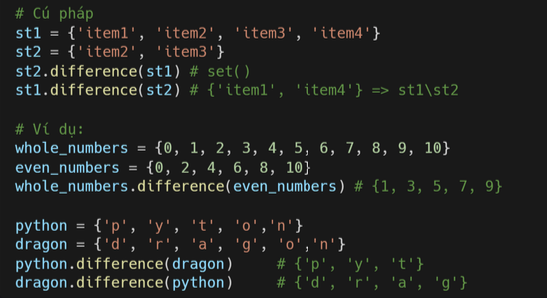 # Cú pháp
st1 = {'item1', 'item2', 'item3', 'item4'}
st2 = {'item2', 'item3'}
st2.difference(st1) # set()
st1.difference(st2) # {'item1', 'item4'} => st1\st2

# Ví dụ:
whole_numbers = {0, 1, 2, 3, 4, 5, 6, 7, 8, 9, 10}
even_numbers = {0, 2, 4, 6, 8, 10}
whole_numbers.difference(even_numbers) # {1, 3, 5, 7, 9}

python = {'p', 'y', 't', 'o','n'}
dragon = {'d', 'r', 'a', 'g', 'o','n'}
python.difference(dragon)     # {'p', 'y', 't'}
dragon.difference(python)     # {'d', 'r', 'a', 'g'}